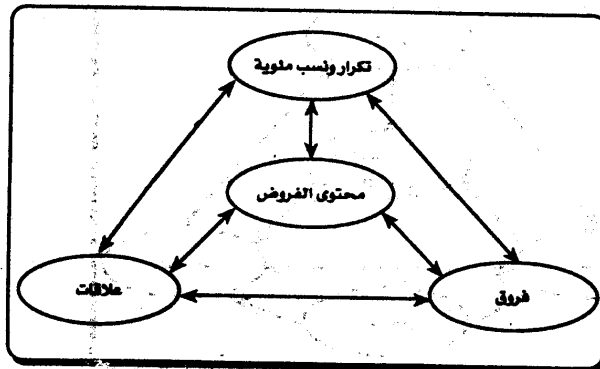 تكرار ونسب مئوية
محتوى الفروض
علاقات
فروق